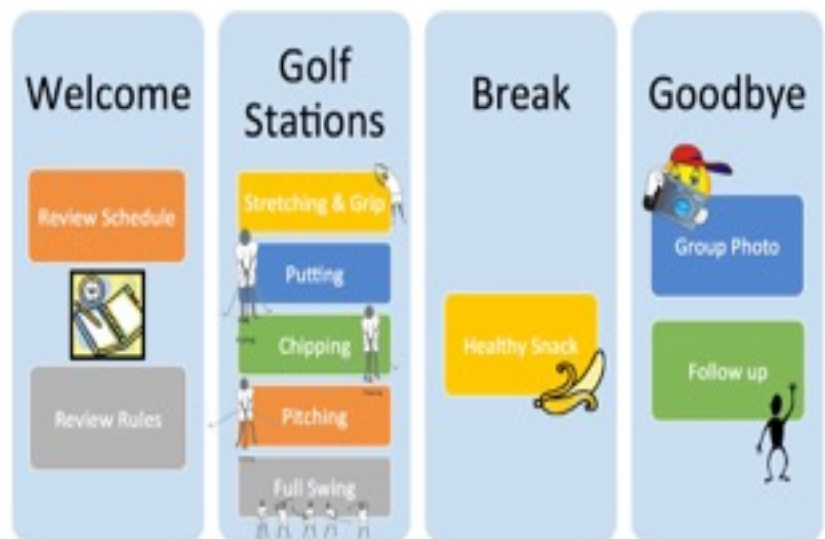 Welcome
Review Schedule
Review Rules
Golf
Stations
Stretching & Grip
Putting
Chipping
Pitching
Full Swing
Break
Healthy Snack
Goodbye
Group Photo
Follow up